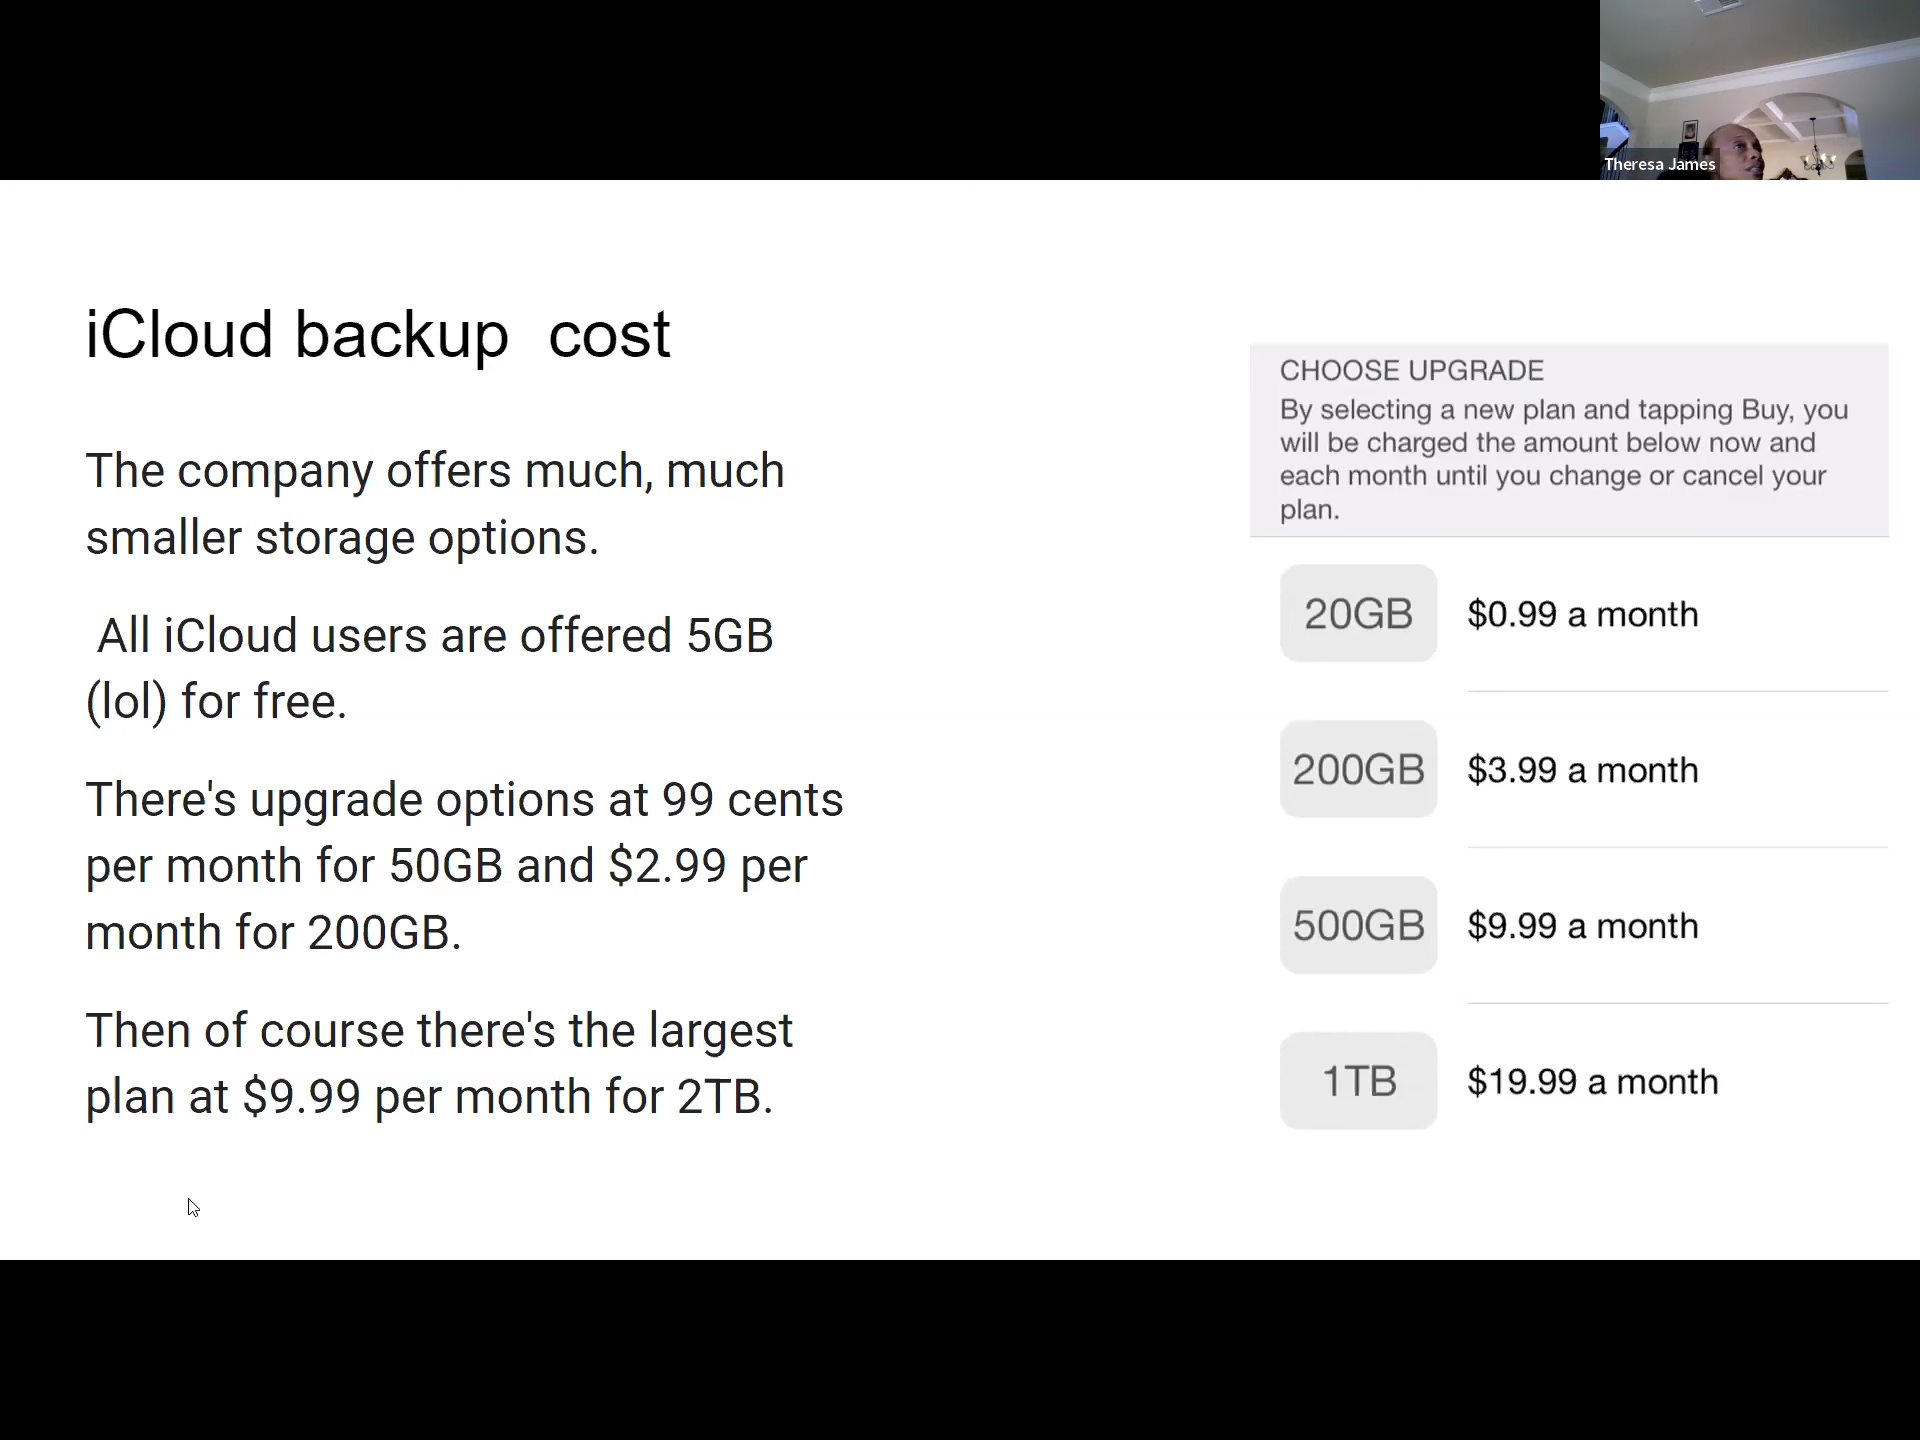 Theresa James
iCloud backup  cost
The company offers much, much
smaller storage options.
All iCloud users are offered 5GB
(lol) for free.
There's upgrade options at 99 cents
per month for 50GB and $2.99 per
month for 200GB.
Then of course there's the largest
plan at $9.99 per month for 2TB.
CHOOSE UPGRADE
By selecting a new plan and tapping Buy, you
will be charged the amount below now and
each month until you change or cancel your
plan.
20GB $0.99 a month
200GB $3.99 a month
500GB $9.99 a month
1TB $19.99 a month